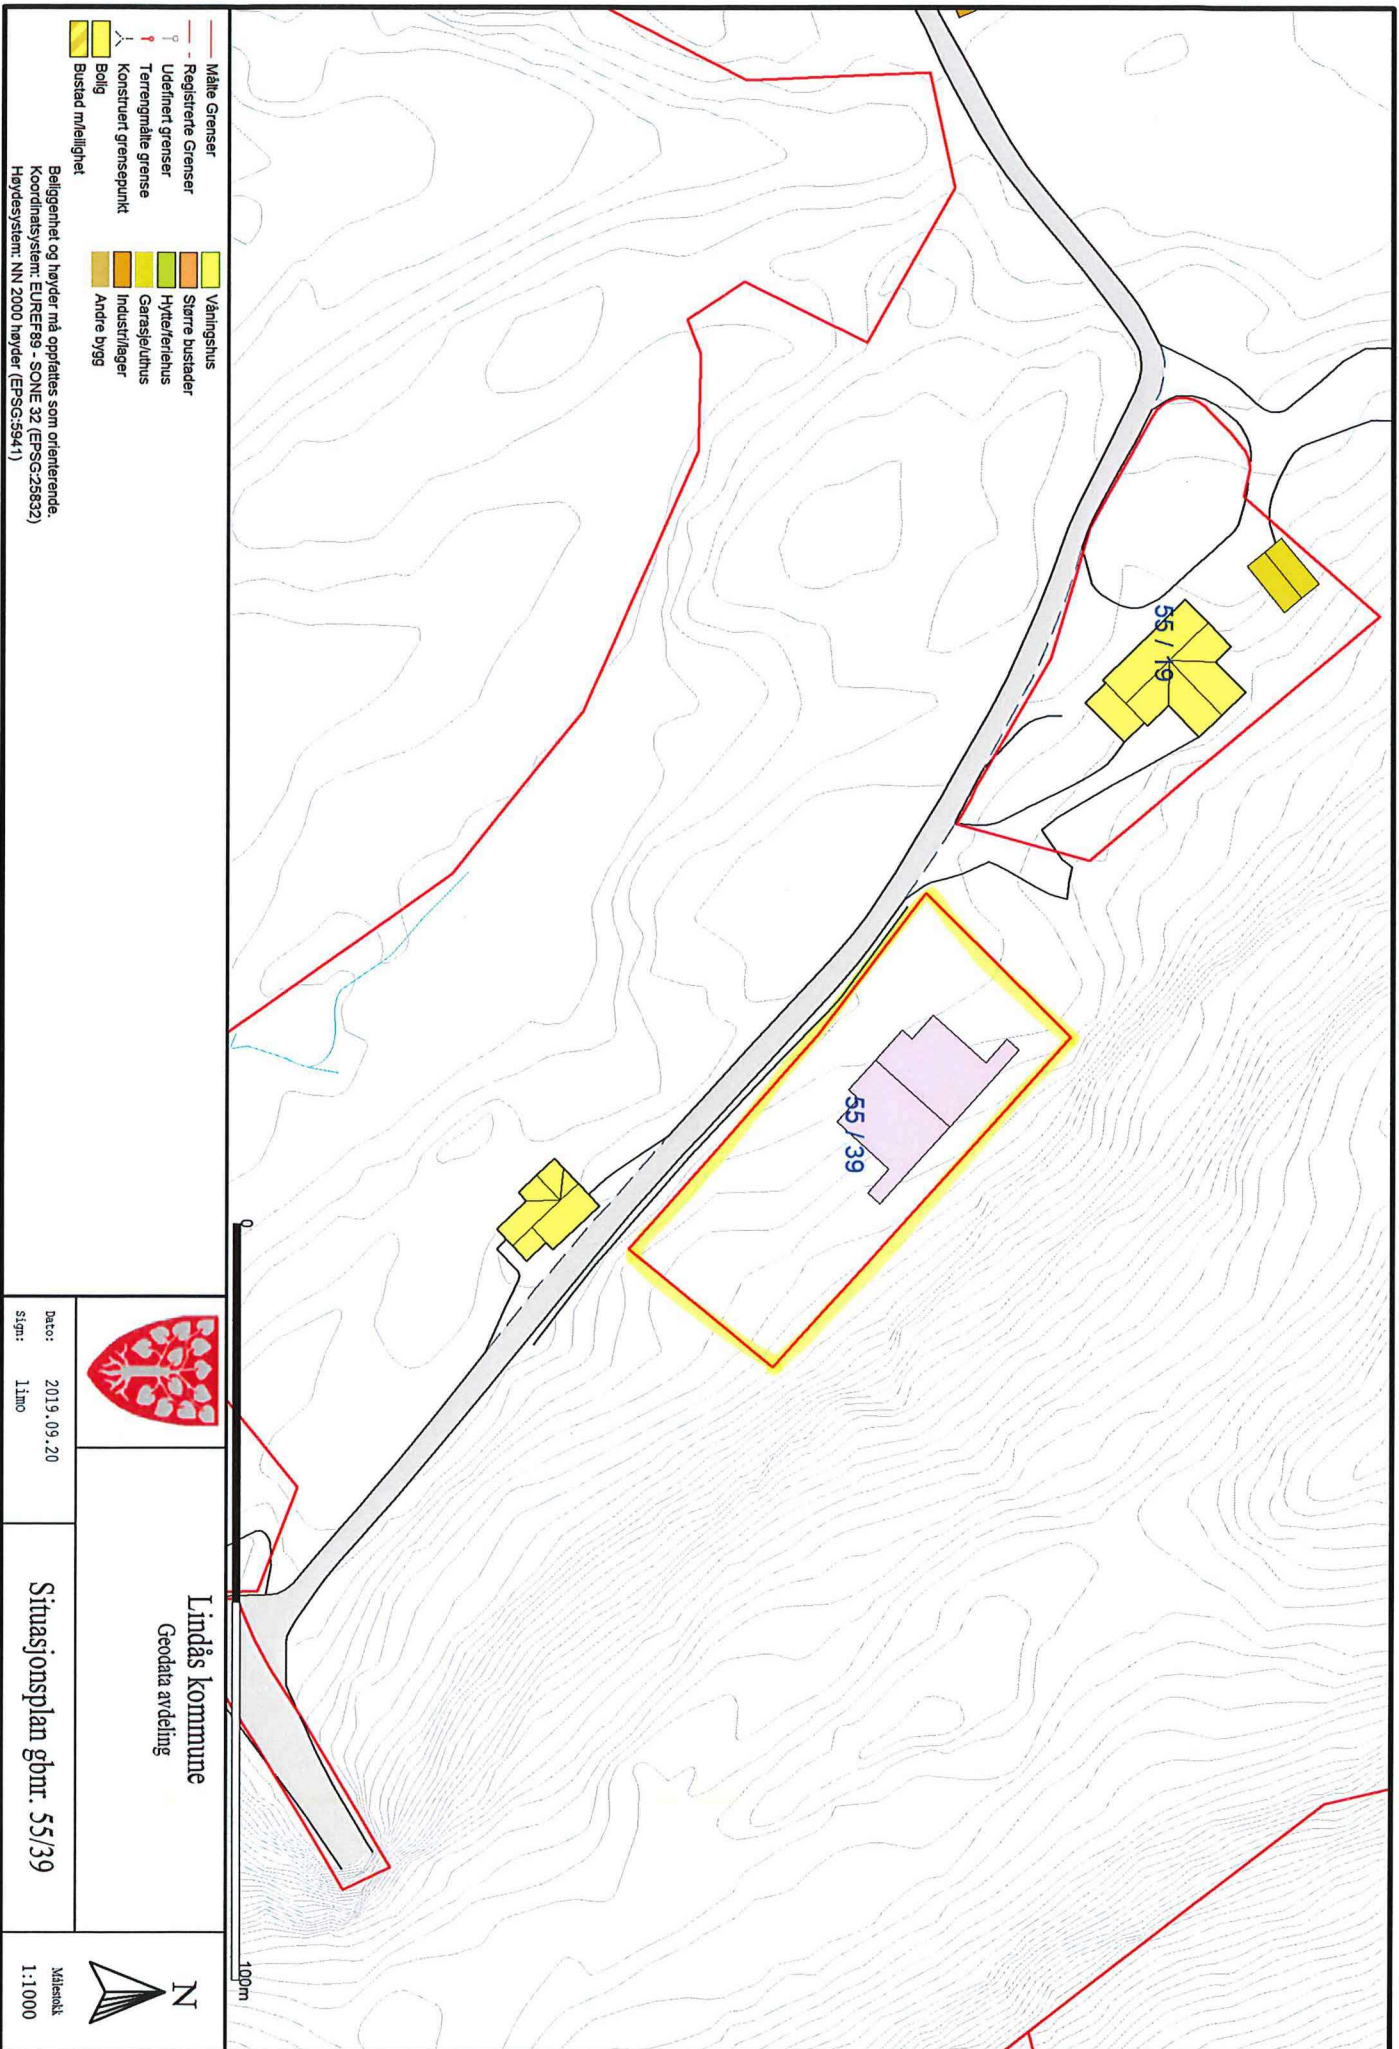 55 / 19
55 / 39
0
100m
Målte Grenser
Registrerte Grenser
Udefinert grenser
Terrengmålte grense
Konstruert grensepunkt
Bolig
Bustad m/leilighet
Våningshus
Større bustader
Hytte/feriehus
Garasje/uthus
Industri/lager
Andre bygg
Beliggenhet og høyder må oppfattes som orienterende.
Koordinatsystem: EUREF89 - SONE 32 (EPSG:25832)
Høydesystem: NN 2000 høyder (EPSG:5941)
Lindås kommune
Geodata avdeling
Dato: 2019.09.20
Sign: limo
Situasjonsplan gbnr. 55/39
N
Målestokk
1:1000